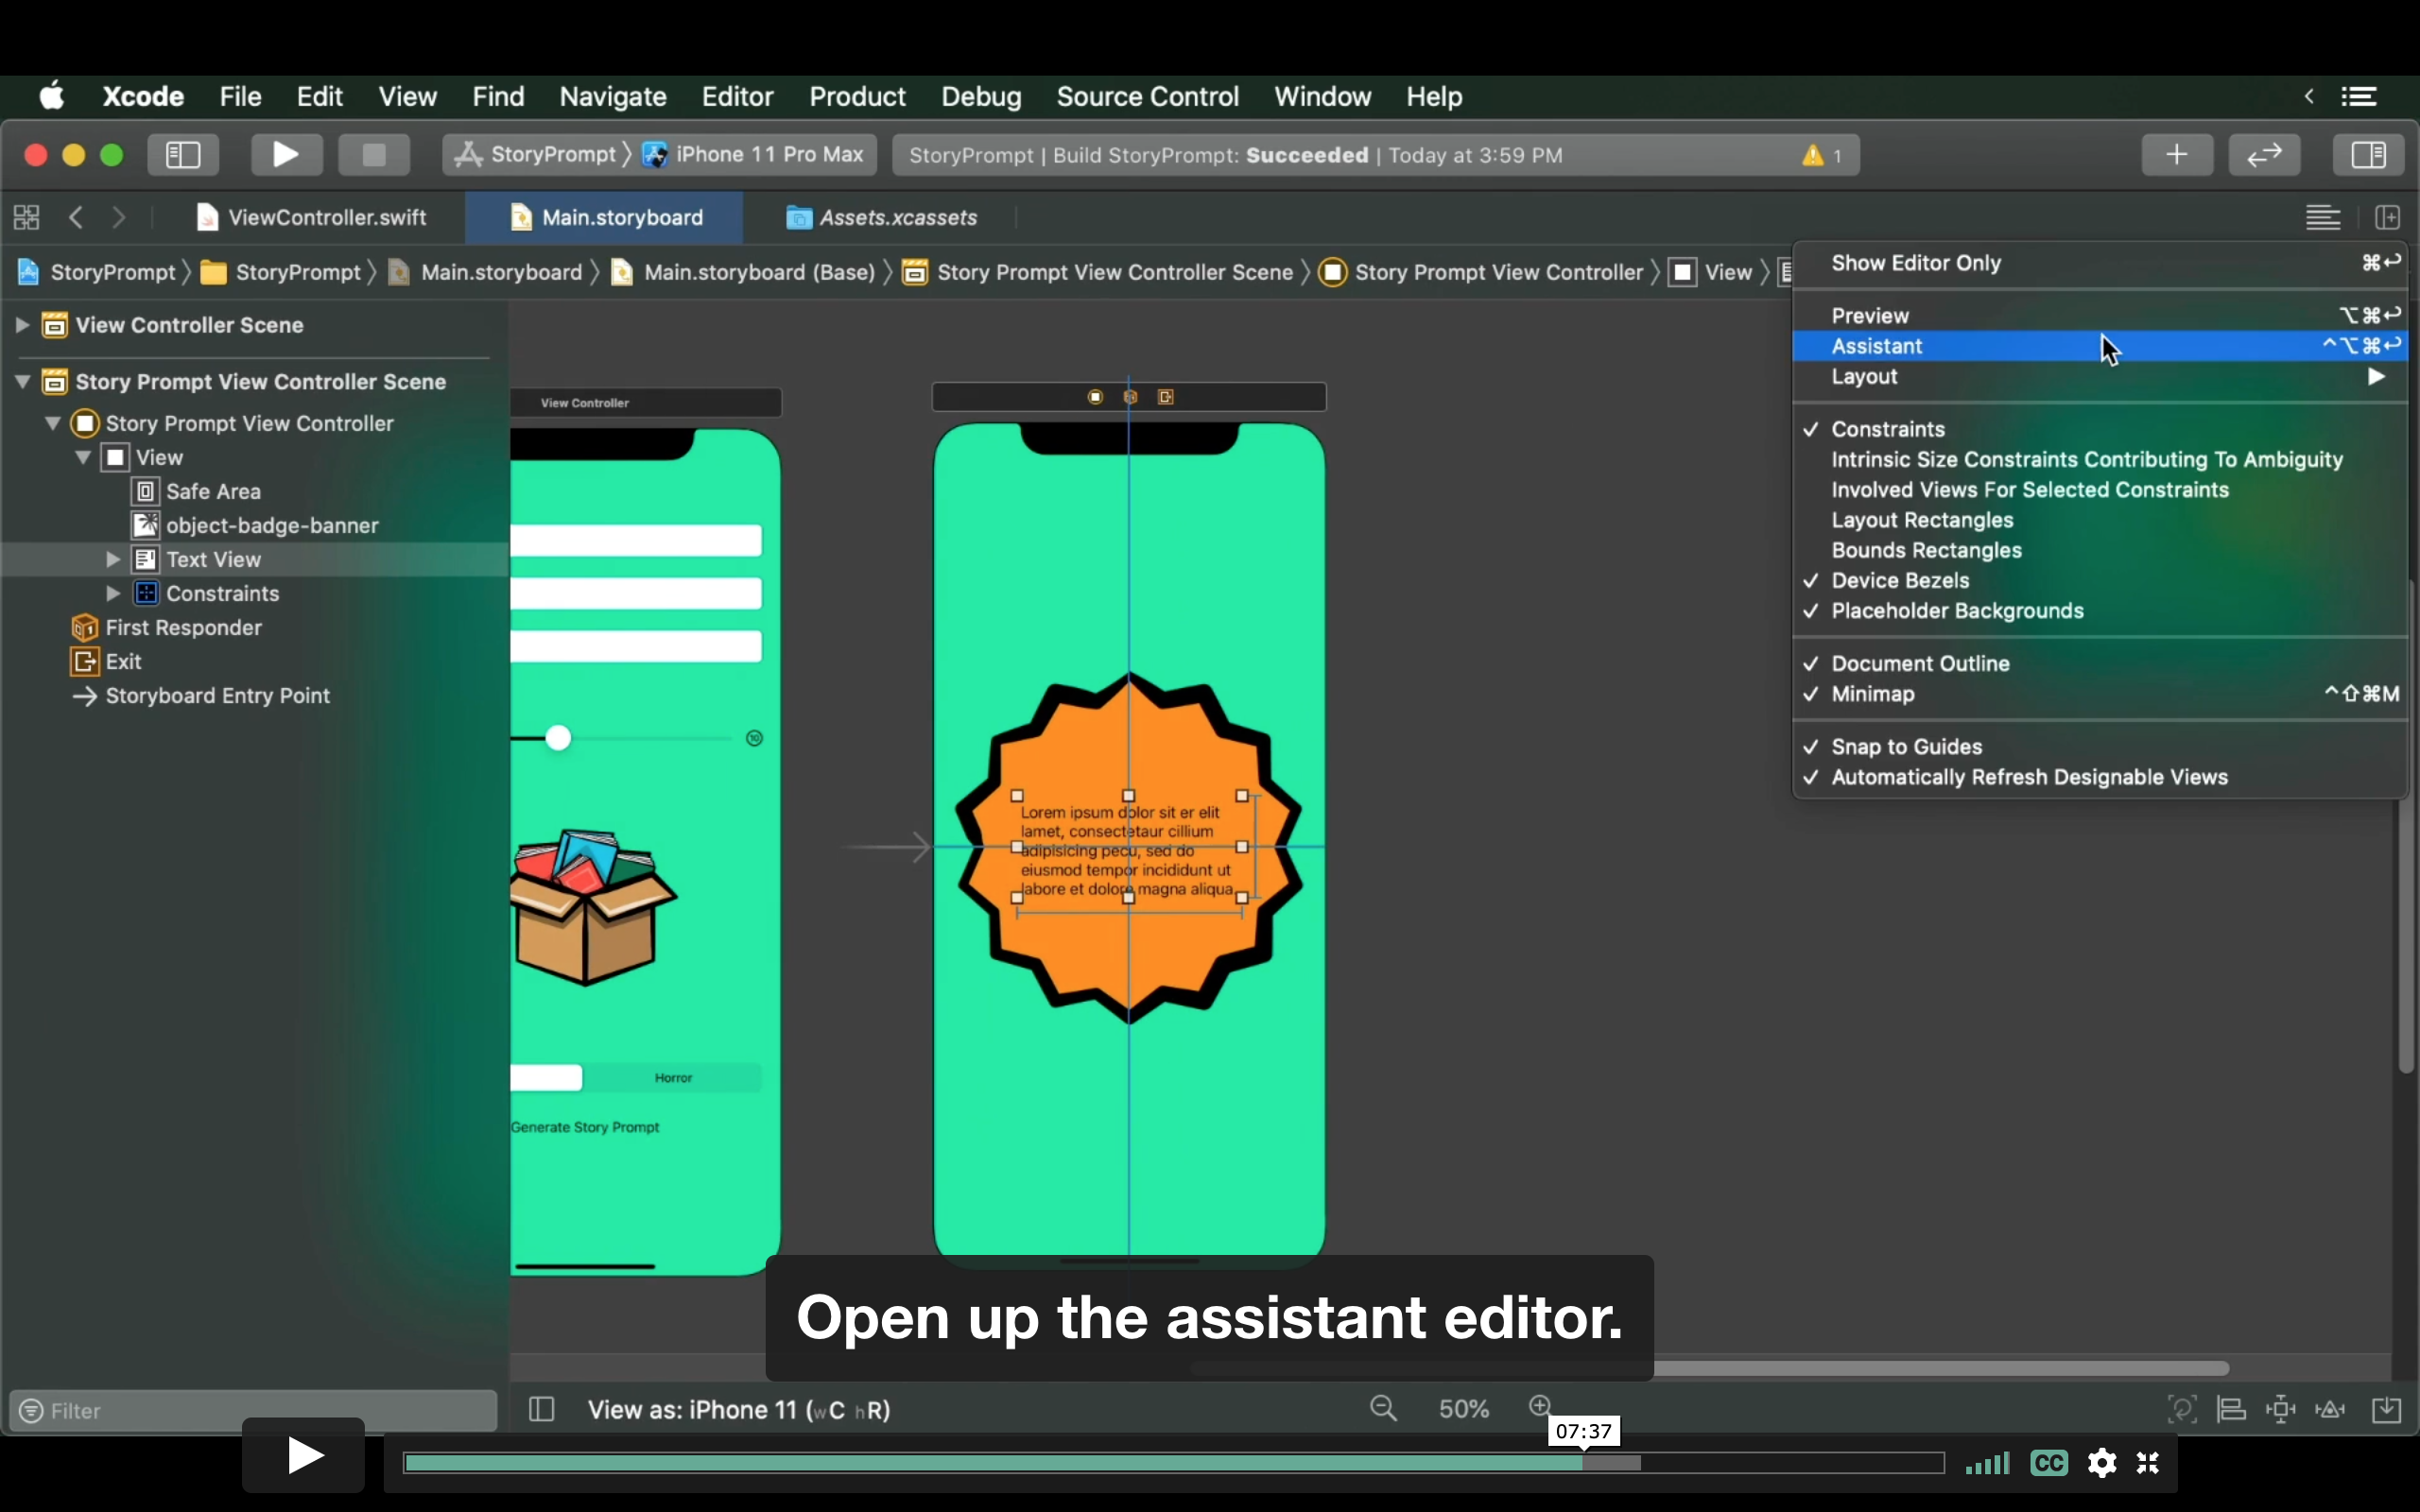 Xcode File Edit View Find Navigate Editor Product Debug Source Control Window Help
StoryPrompt 〉 iPhone 11 Pro Max
StoryPrompt | Build StoryPrompt: Succeeded | Today at 3:59 PM
1
ViewController.swift
Main.storyboard
Assets.xcassets
StoryPrompt 〉 StoryPrompt 〉 Main.storyboard 〉 Main.storyboard (Base) 〉 Story Prompt View Controller Scene 〉 Story Prompt View Controller 〉 View 〉
View Controller Scene
Story Prompt View Controller Scene
Story Prompt View Controller
View
Safe Area
object-badge-banner
Text View
Constraints
First Responder
Exit
Storyboard Entry Point
View Controller
10
Horror
Generate Story Prompt
Lorem ipsum dolor sit er elit
lamet, consectetaur cillium
adipisicing pecu, sed do
eiusmod tempor incididunt ut
labore et dolore magna aliqua.
Show Editor Only ⌘↩
Preview ⌥⌘↩
Assistant ^⌥⌘↩
Layout ▶
✓ Constraints
Intrinsic Size Constraints Contributing To Ambiguity
Involved Views For Selected Constraints
Layout Rectangles
Bounds Rectangles
✓ Device Bezels
✓ Placeholder Backgrounds
✓ Document Outline
✓ Minimap ^⇧⌘M
✓ Snap to Guides
✓ Automatically Refresh Designable Views
Open up the assistant editor.
Filter
View as: iPhone 11 (wC hR)
50%
07:37
CC